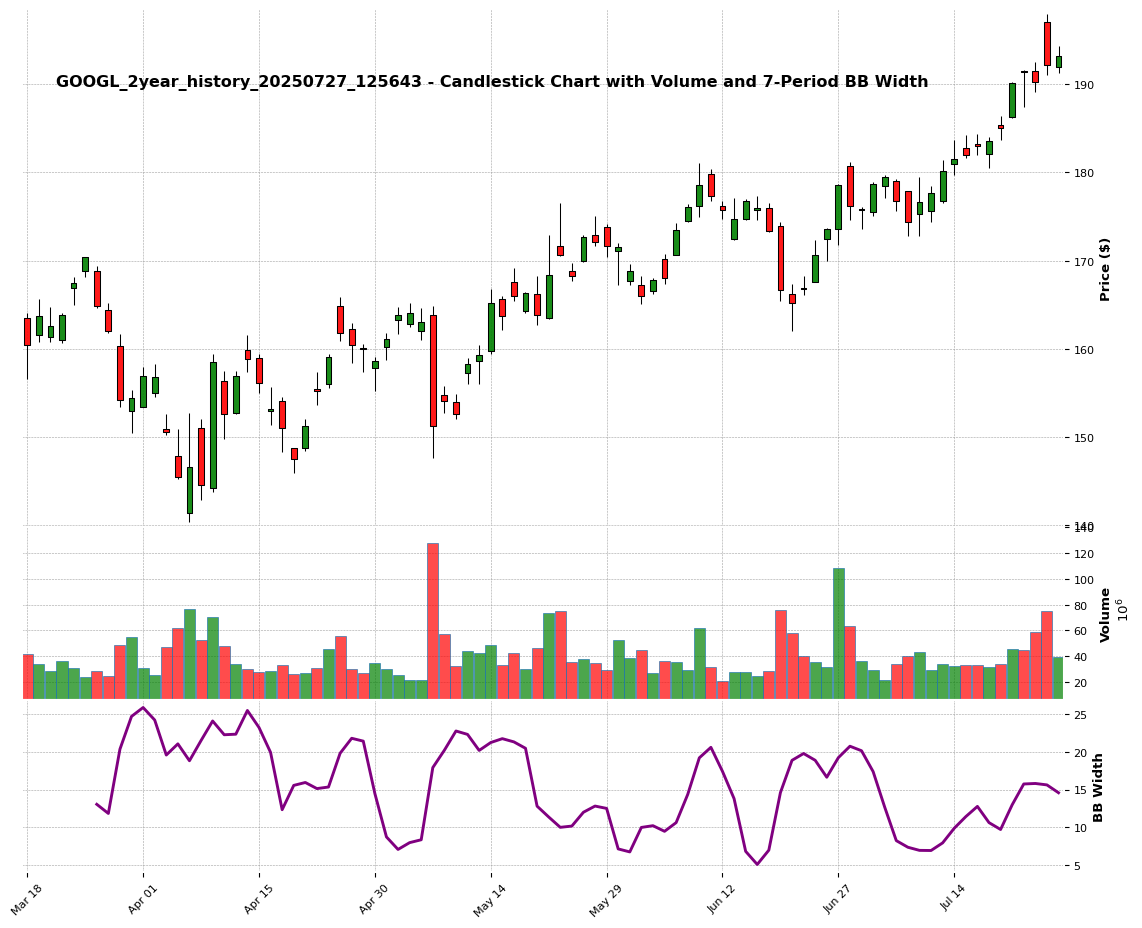 GOOGL_2year_history_20250727_125643 - Candlestick Chart with Volume and 7-Period BB Width
190
180
170
160
150
140
Price ($)
140
120
100
80
60
40
20
Volume
10^6
25
20
15
10
5
BB Width
Mar 18
Apr 01
Apr 15
Apr 30
May 14
May 29
Jun 12
Jun 27
Jul 14